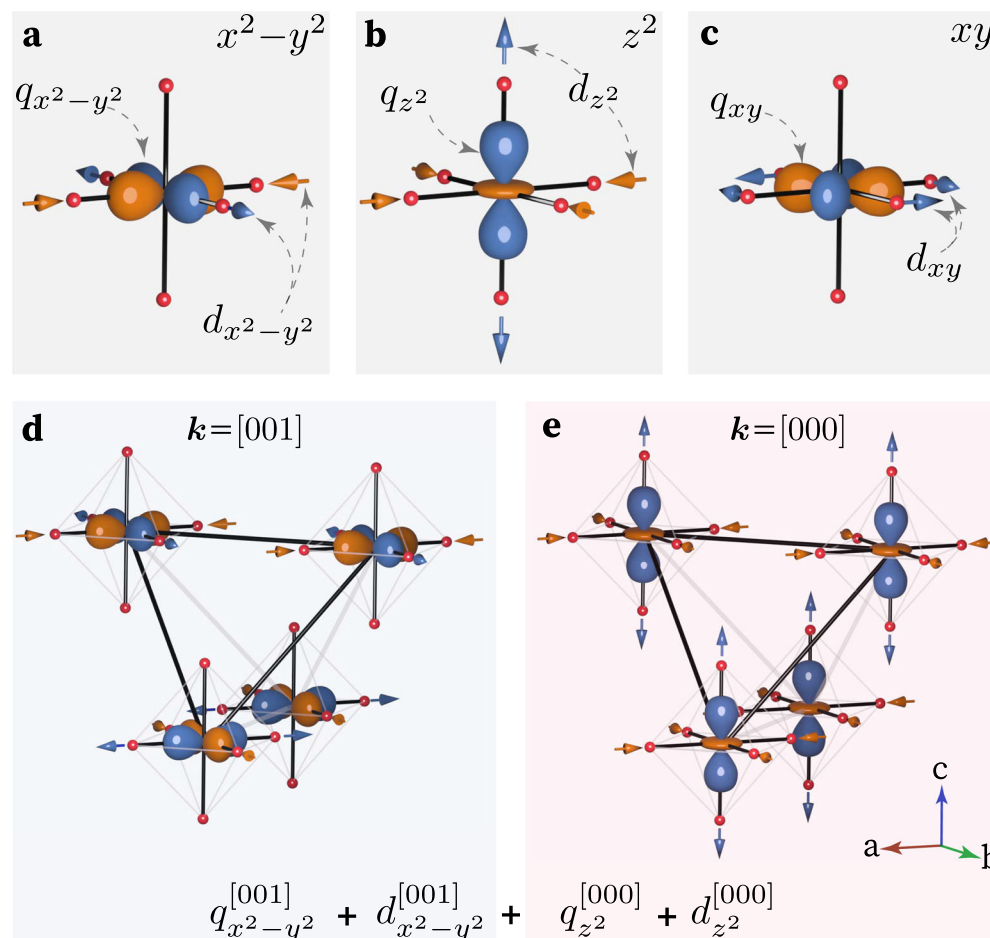 a x²−y²
q_{x²−y²}
d_{x²−y²}
b z²
q_{z²} d_{z²}
c xy
q_{xy}
d_{xy}
d k=[001]
e k=[000]
c
a b
q_{x²−y²}^{[001]} + d_{x²−y²}^{[001]} + q_{z²}^{[000]} + d_{z²}^{[000]}